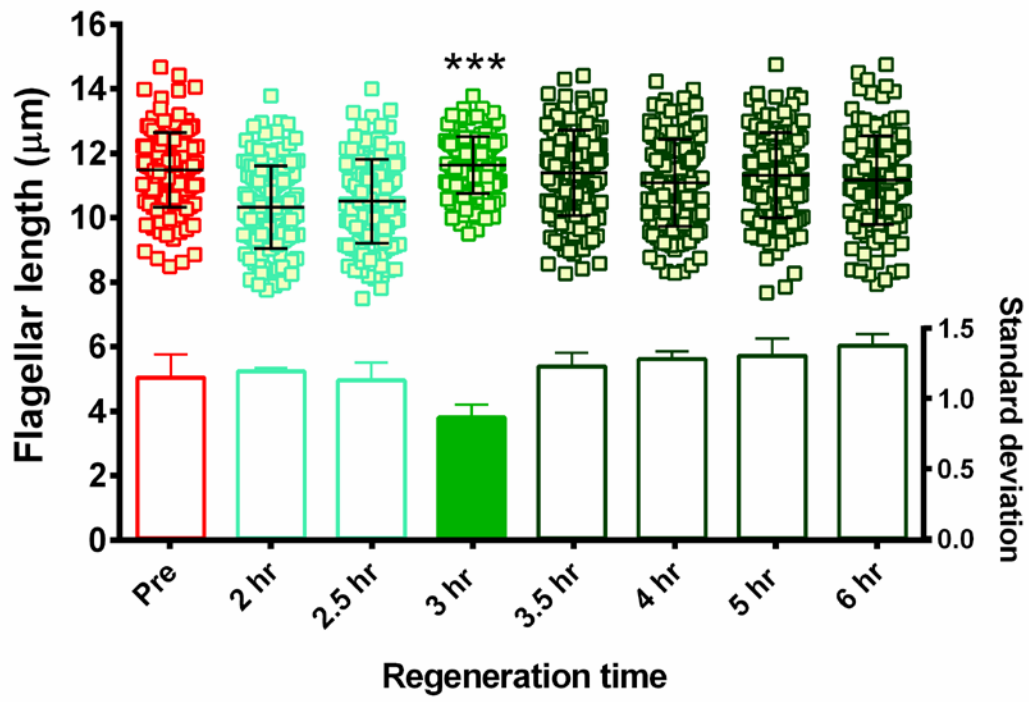 Flagellar length (μm)
16
14
12
10
8
6
4
2
0
***
Standard deviation
1.5
1.0
0.5
0.0
Pre
2 hr
2.5 hr
3 hr
3.5 hr
4 hr
5 hr
6 hr
Regeneration time